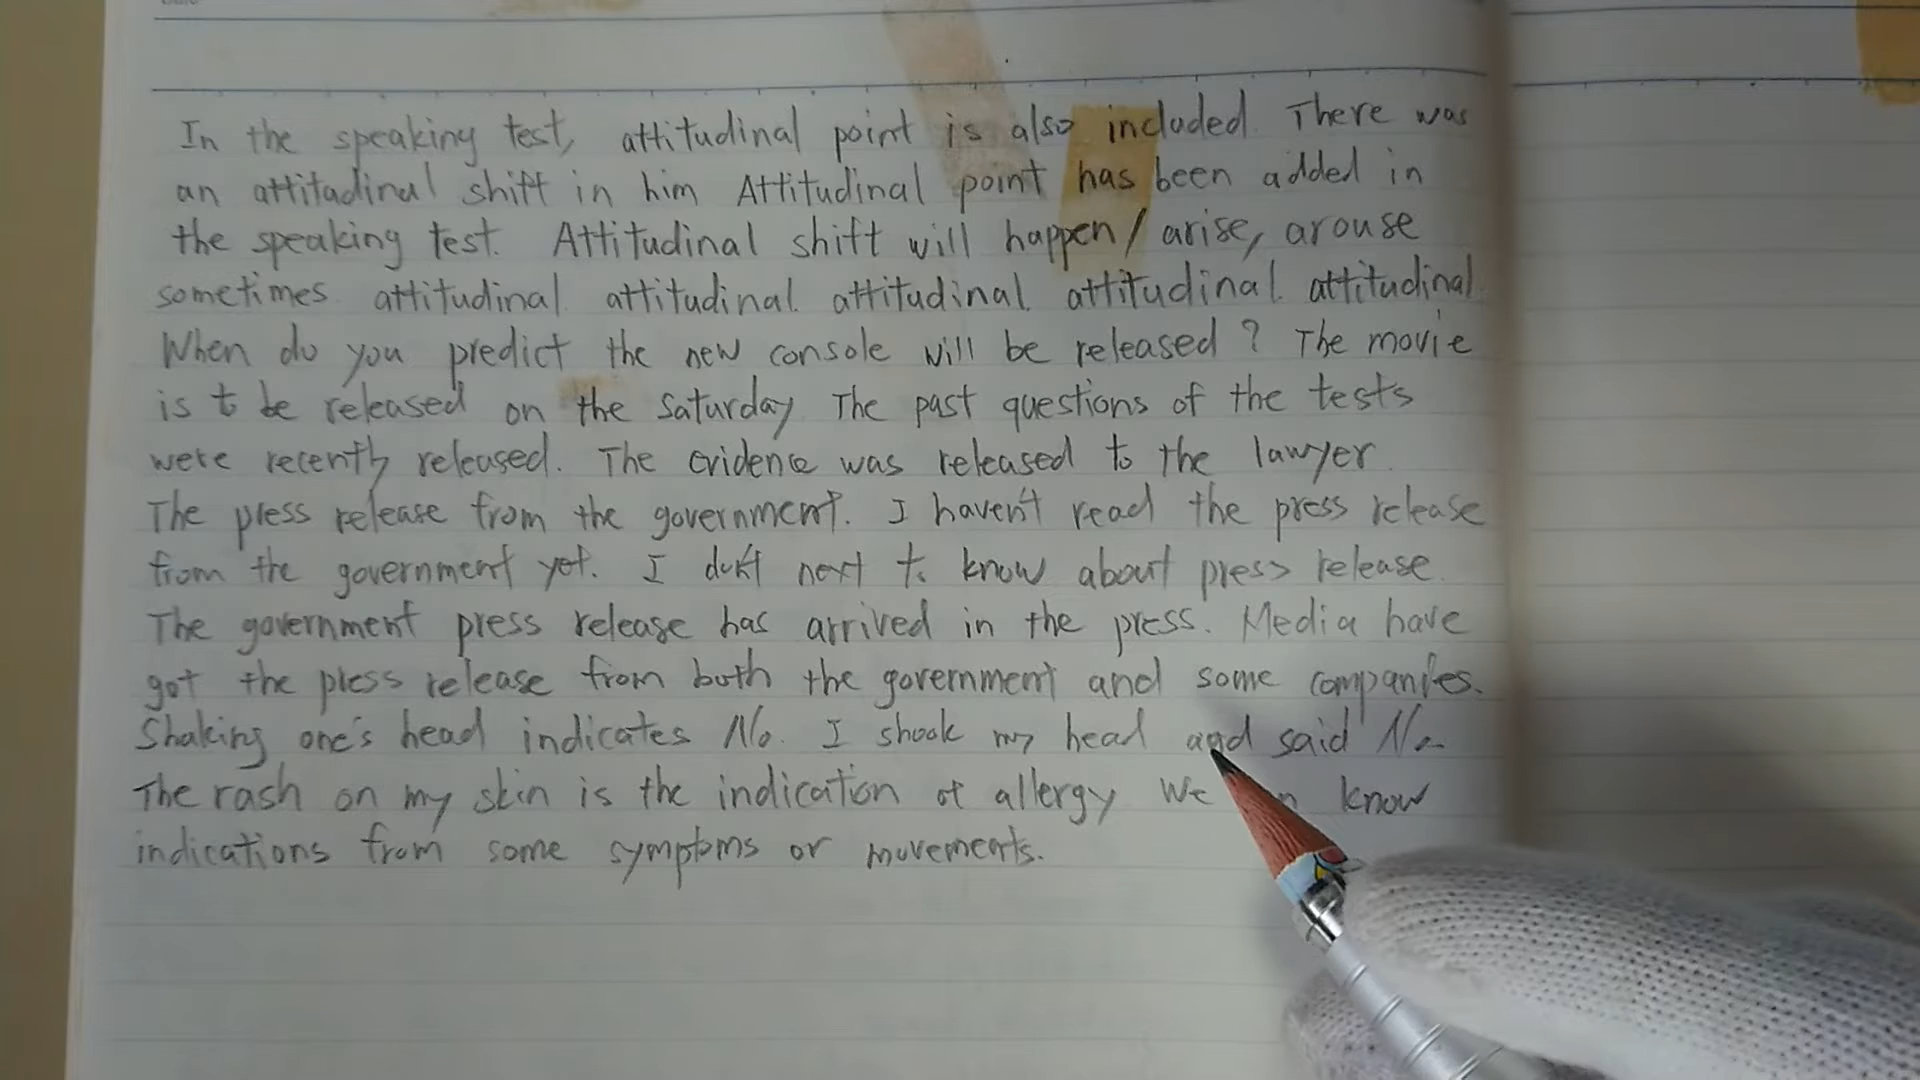 In the speaking test, attitudinal point is also included. There was
an attitudinal shift in him Attitudinal point has been added in
the speaking test. Attitudinal shift will happen / arise, arouse
sometimes. attitudinal. attitudinal. attitudinal. attitudinal. attitudinal.
When do you predict the new console will be released? The movie
is to be released on the Saturday. The past questions of the tests
were recently released. The evidence was released to the lawyer.
The press release from the government. I haven't read the press release
from the government yet. I don't next to know about press release.
The government press release has arrived in the press. Media have
got the press release from both the government and some companies.
Shaking one's head indicates No. I shook my head and said No
The rash on my skin is the indication of allergy We know
indications from some symptoms or movements.